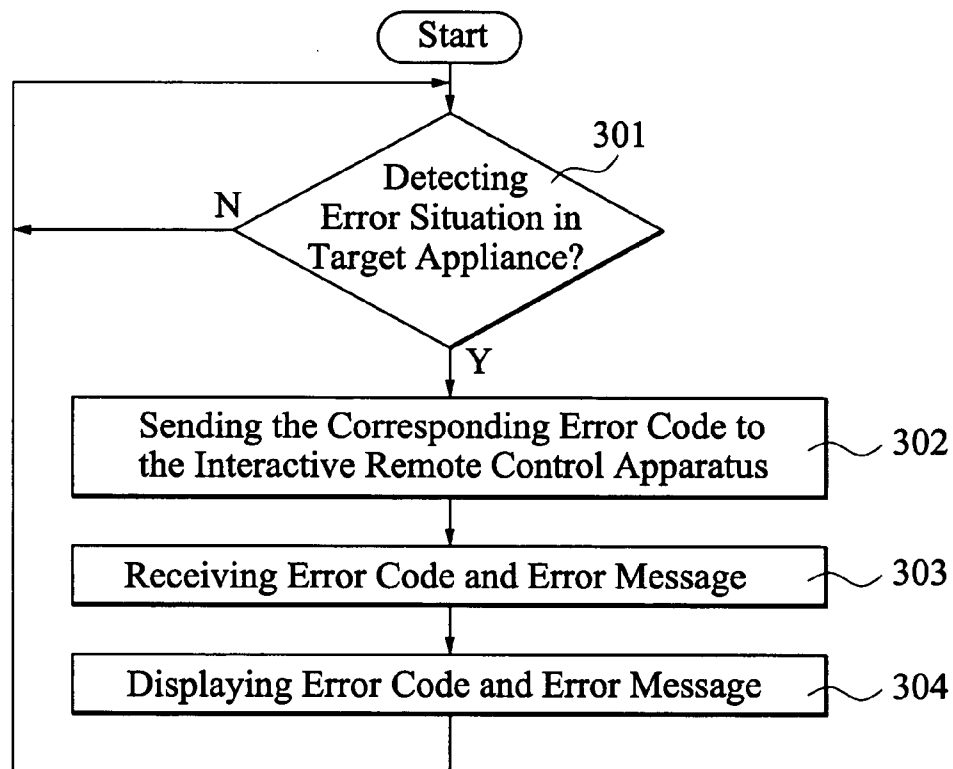 Start
301
Detecting
Error Situation in
Target Appliance?
N
Y
Sending the Corresponding Error Code to
the Interactive Remote Control Apparatus
302
Receiving Error Code and Error Message
303
Displaying Error Code and Error Message
304